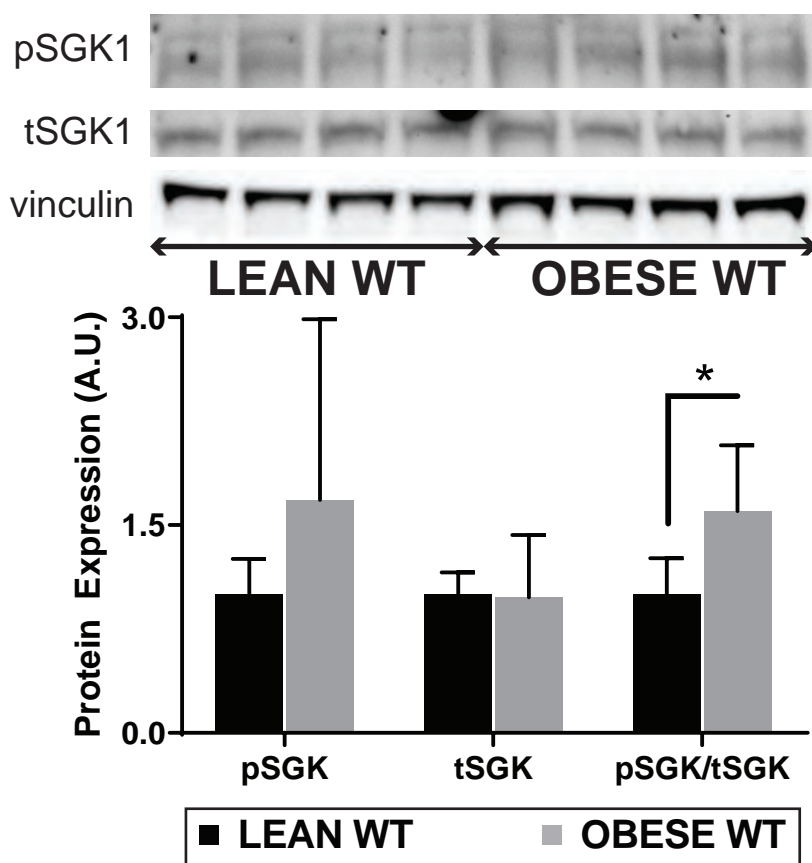 pSGK1
tSGK1
vinculin
LEAN WT OBESE WT
Protein Expression (A.U.)
3.0
*
1.5
0.0
pSGK tSGK pSGK/tSGK
LEAN WT OBESE WT